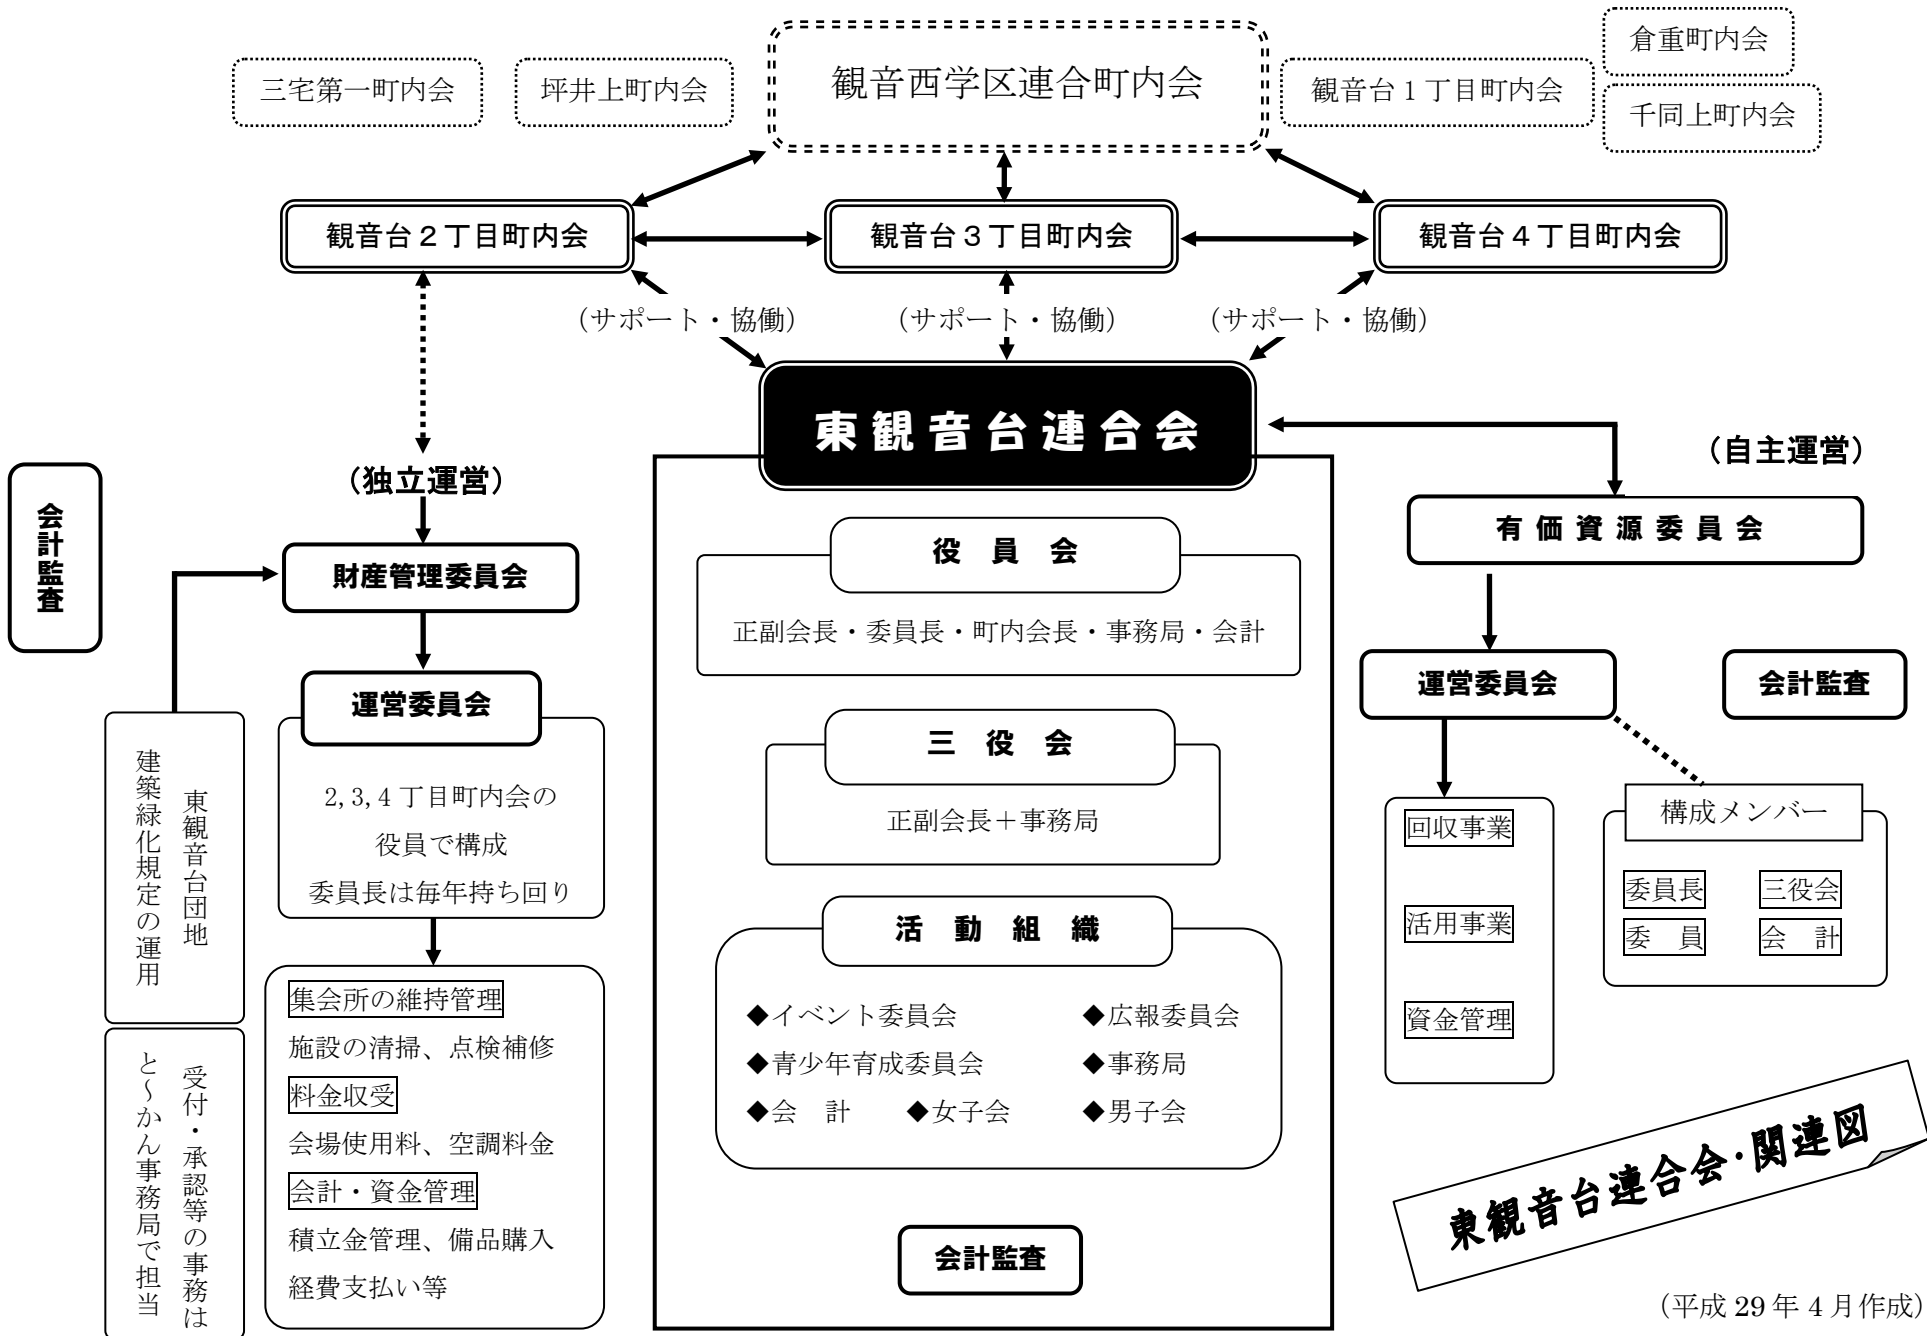 倉重町内会
三宅第一町内会
坪井上町内会
観音西学区連合町内会
観音台1丁目町内会
千同上町内会
観音台2丁目町内会
観音台3丁目町内会
観音台4丁目町内会
（サポート・協働）
（サポート・協働）
（サポート・協働）
東観音台連合会
（独立運営）
（自主運営）
会計監査
財産管理委員会
運営委員会
2,3,4丁目町内会の
役員で構成
委員長は毎年持ち回り
東観音台団地
建築緑化規定の運用
受付・承認等の事務は
と～かん事務局で担当
集会所の維持管理
施設の清掃、点検補修
料金収受
会場使用料、空調料金
会計・資金管理
積立金管理、備品購入
経費支払い等
役員会
正副会長・委員長・町内会長・事務局・会計
三役会
正副会長＋事務局
活動組織
◆イベント委員会
◆広報委員会
◆青少年育成委員会
◆事務局
◆会　計
◆女子会
◆男子会
会計監査
有価資源委員会
運営委員会
会計監査
回収事業
活用事業
資金管理
構成メンバー
委員長
三役会
委　員
会　計
東観音台連合会・関連図
（平成29年4月作成）